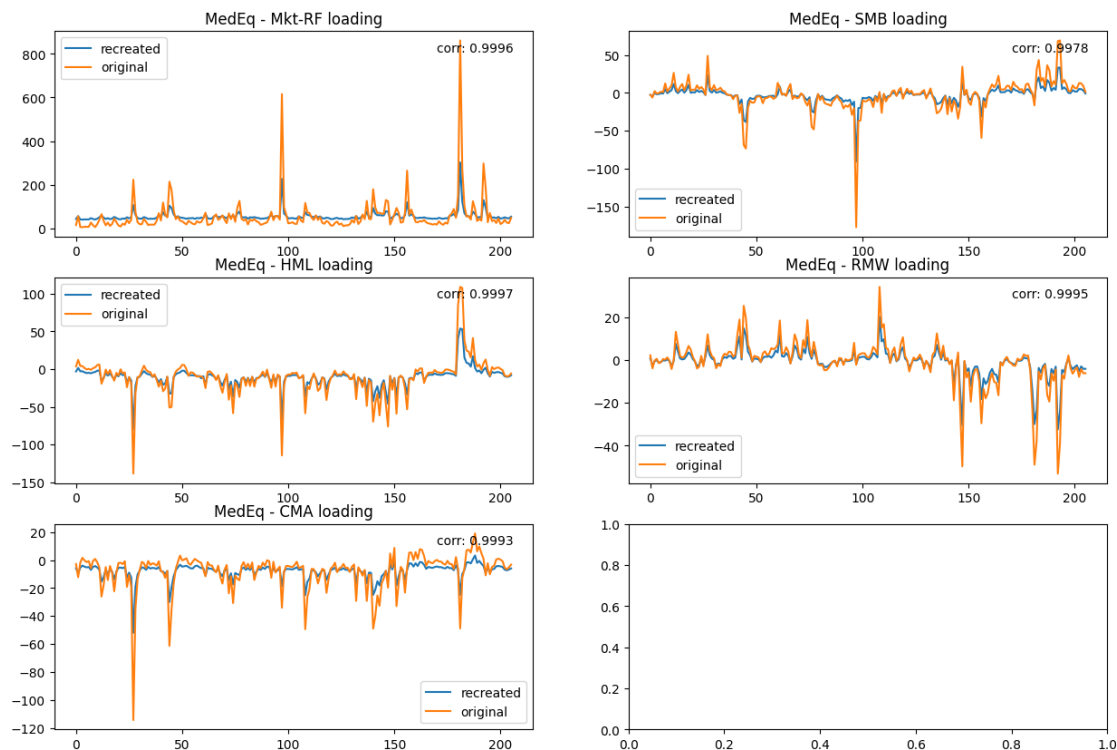 MedEq - Mkt-RF loading
800
600
400
200
0
recreated
original
corr: 0.9996
0 50 100 150 200
MedEq - SMB loading
50
0
−50
−100
−150
corr: 0.9978
recreated
original
0 50 100 150 200
MedEq - HML loading
100
50
0
−50
−100
−150
recreated
original
corr: 0.9997
0 50 100 150 200
MedEq - RMW loading
20
0
−20
−40
corr: 0.9995
recreated
original
0 50 100 150 200
MedEq - CMA loading
20
0
−20
−40
−60
−80
−100
−120
corr: 0.9993
recreated
original
0 50 100 150 200
1.0
0.8
0.6
0.4
0.2
0.0
0.0 0.2 0.4 0.6 0.8 1.0